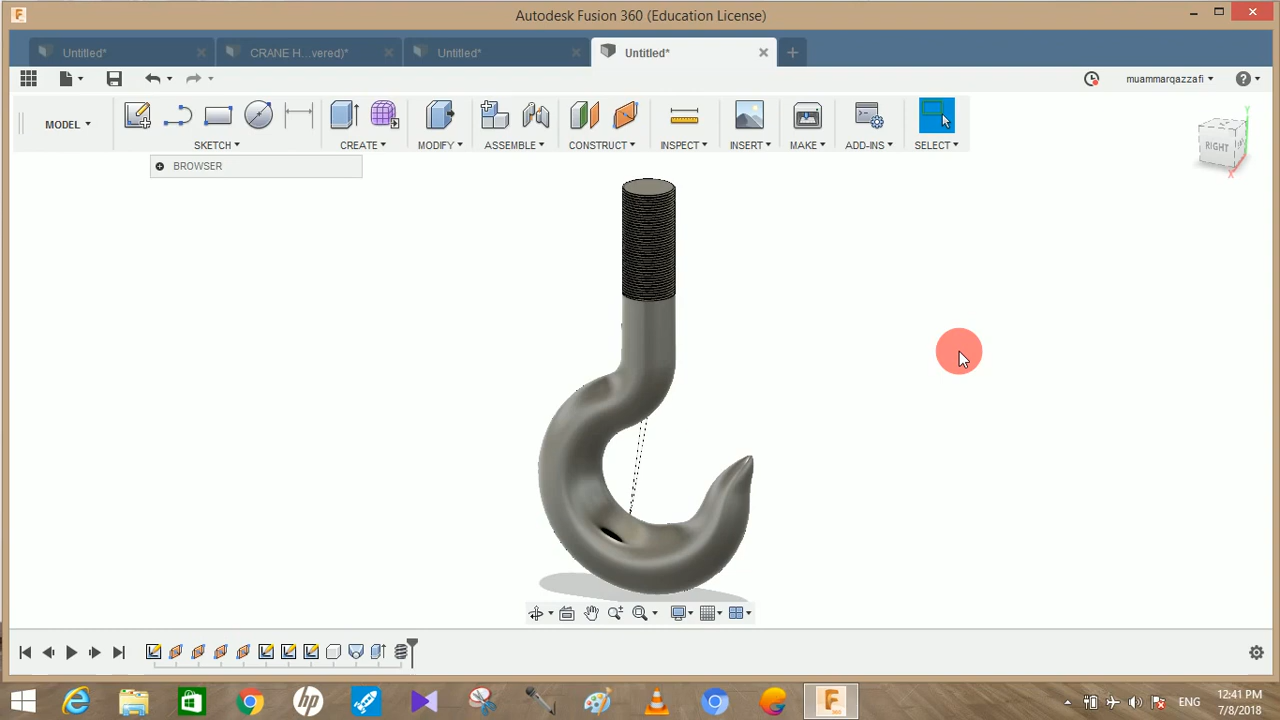 Autodesk Fusion 360 (Education License)
Untitled*
CRANE H...vered)*
Untitled*
Untitled*
muammarqazzafi
MODEL
SKETCH
CREATE
MODIFY
ASSEMBLE
CONSTRUCT
INSPECT
INSERT
MAKE
ADD-INS
SELECT
BROWSER
RIGHT
Y
X
ENG
12:41 PM
7/8/2018